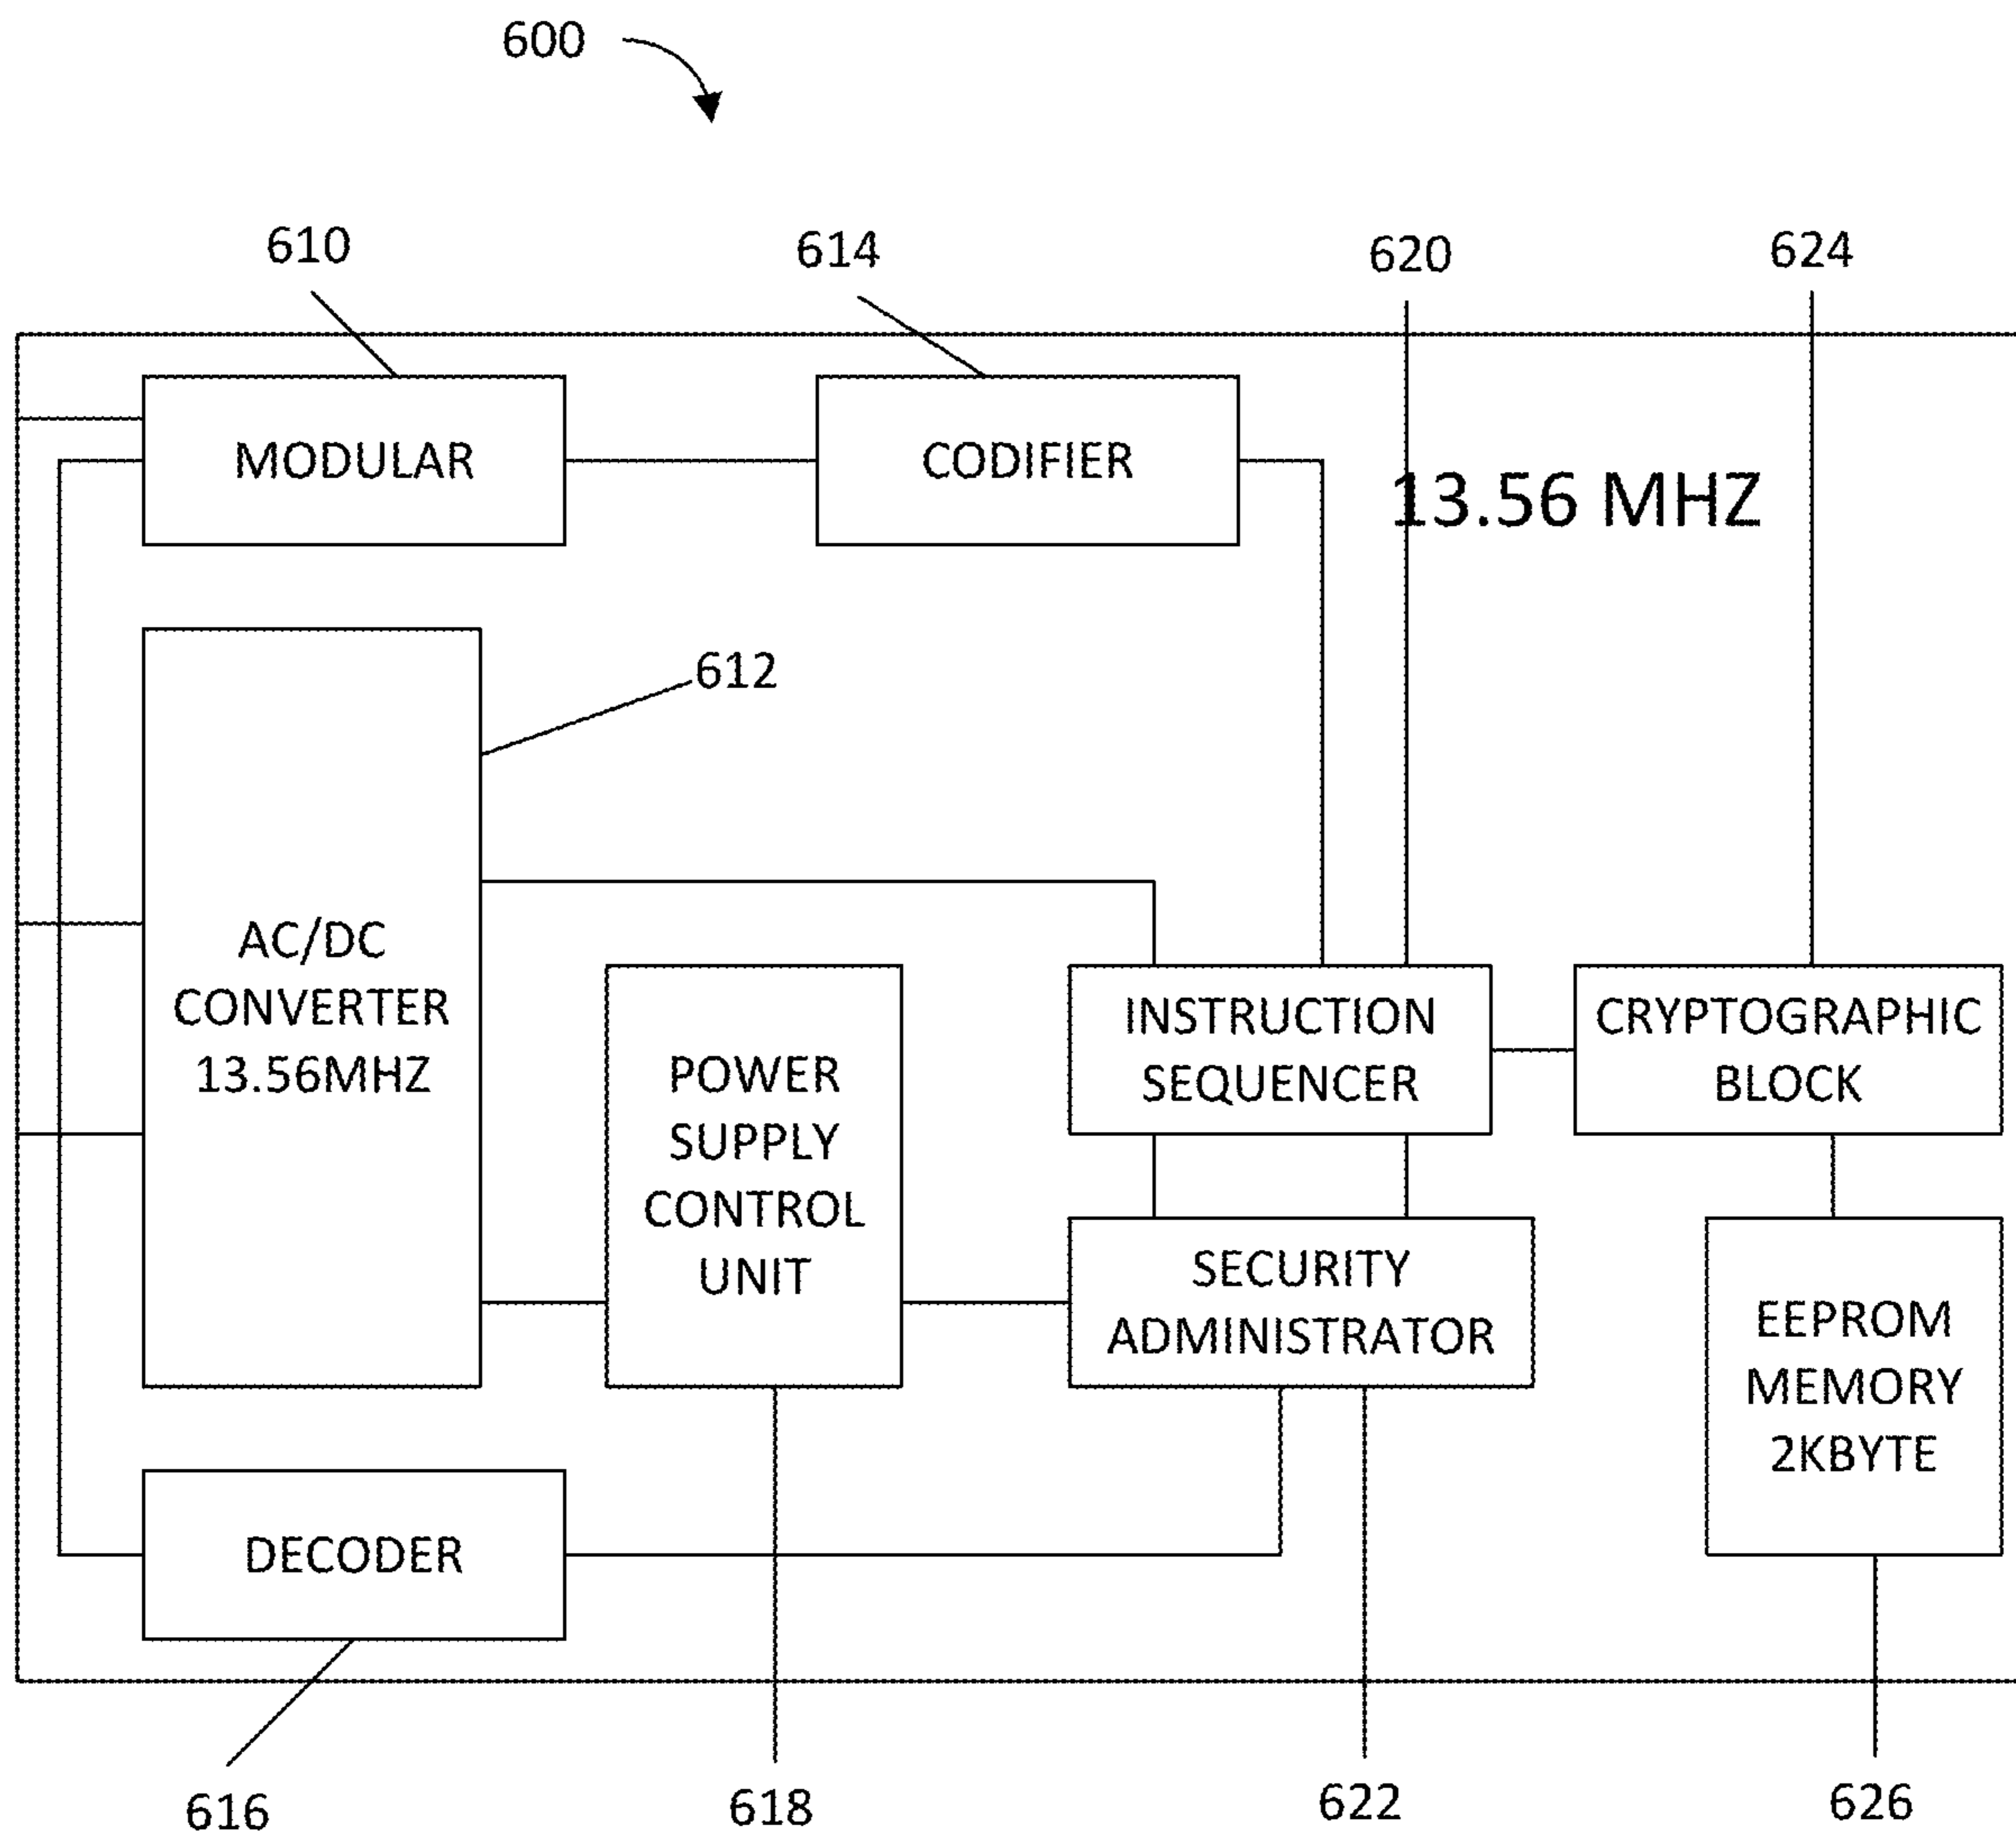 600
610
614
620
624
MODULAR
CODIFIER
13.56 MHZ
612
AC/DC
CONVERTER
13.56MHZ
POWER
SUPPLY
CONTROL
UNIT
INSTRUCTION
SEQUENCER
CRYPTOGRAPHIC
BLOCK
SECURITY
ADMINISTRATOR
EEPROM
MEMORY
2KBYTE
DECODER
616
618
622
626